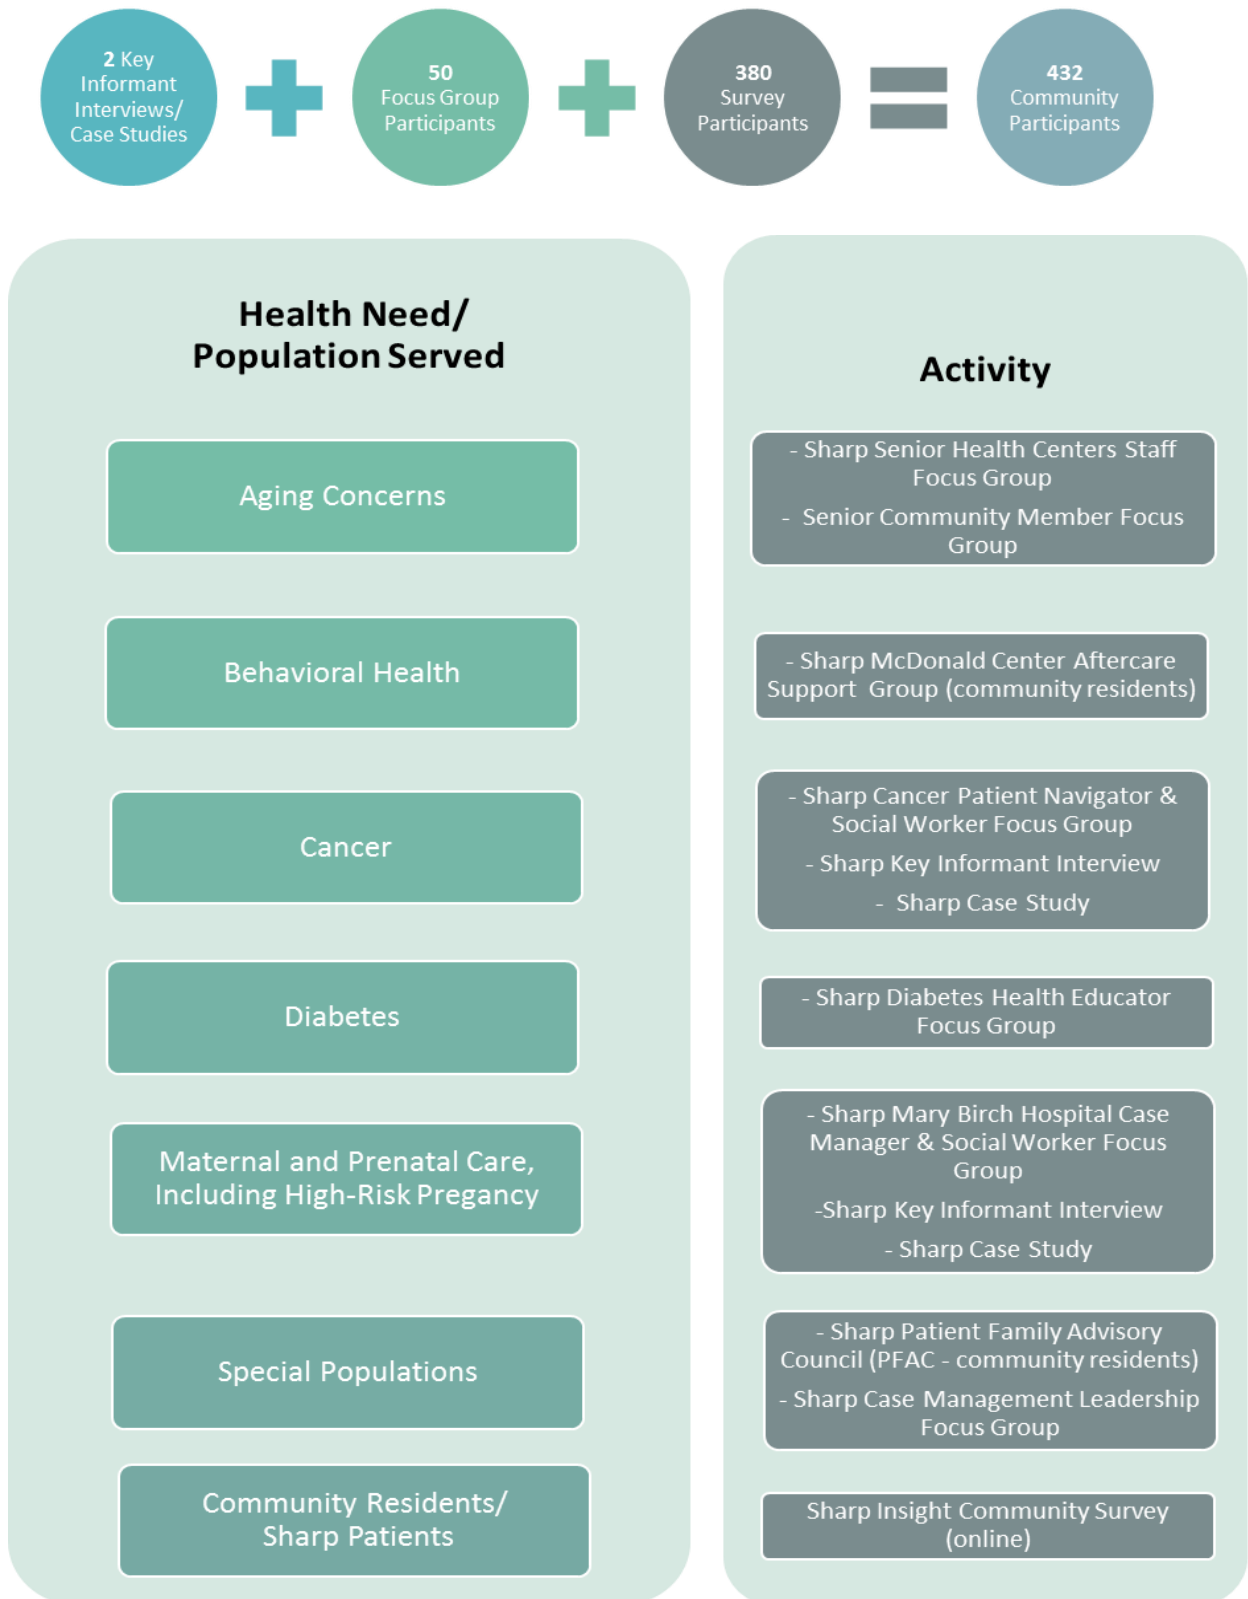 2 Key
Informant
Interviews/
Case Studies
50
Focus Group
Participants
380
Survey
Participants
432
Community
Participants
Health Need/
Population Served
Activity
Aging Concerns
- Sharp Senior Health Centers Staff
Focus Group
- Senior Community Member Focus
Group
Behavioral Health
- Sharp McDonald Center Aftercare
Support Group (community residents)
Cancer
- Sharp Cancer Patient Navigator &
Social Worker Focus Group
- Sharp Key Informant Interview
- Sharp Case Study
Diabetes
- Sharp Diabetes Health Educator
Focus Group
Maternal and Prenatal Care,
Including High-Risk Pregancy
- Sharp Mary Birch Hospital Case
Manager & Social Worker Focus
Group
-Sharp Key Informant Interview
- Sharp Case Study
Special Populations
- Sharp Patient Family Advisory
Council (PFAC - community residents)
- Sharp Case Management Leadership
Focus Group
Community Residents/
Sharp Patients
Sharp Insight Community Survey
(online)